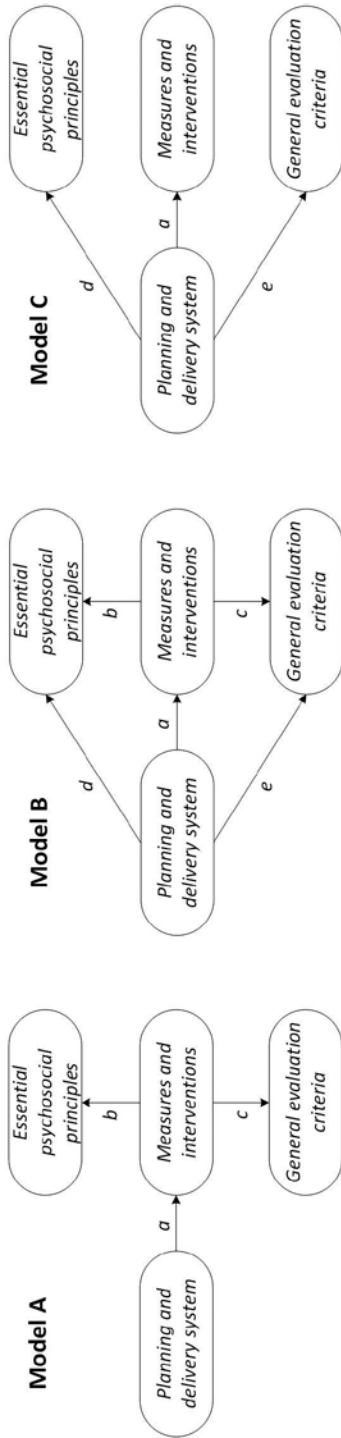 Model A
Essential
psychosocial
principles
b
Planning and
delivery system
a
Measures and
interventions
c
General evaluation
criteria
Model B
Essential
psychosocial
principles
d
b
Planning and
delivery system
a
Measures and
interventions
e
c
General evaluation
criteria
Model C
Essential
psychosocial
principles
d
Planning and
delivery system
a
Measures and
interventions
e
General evaluation
criteria